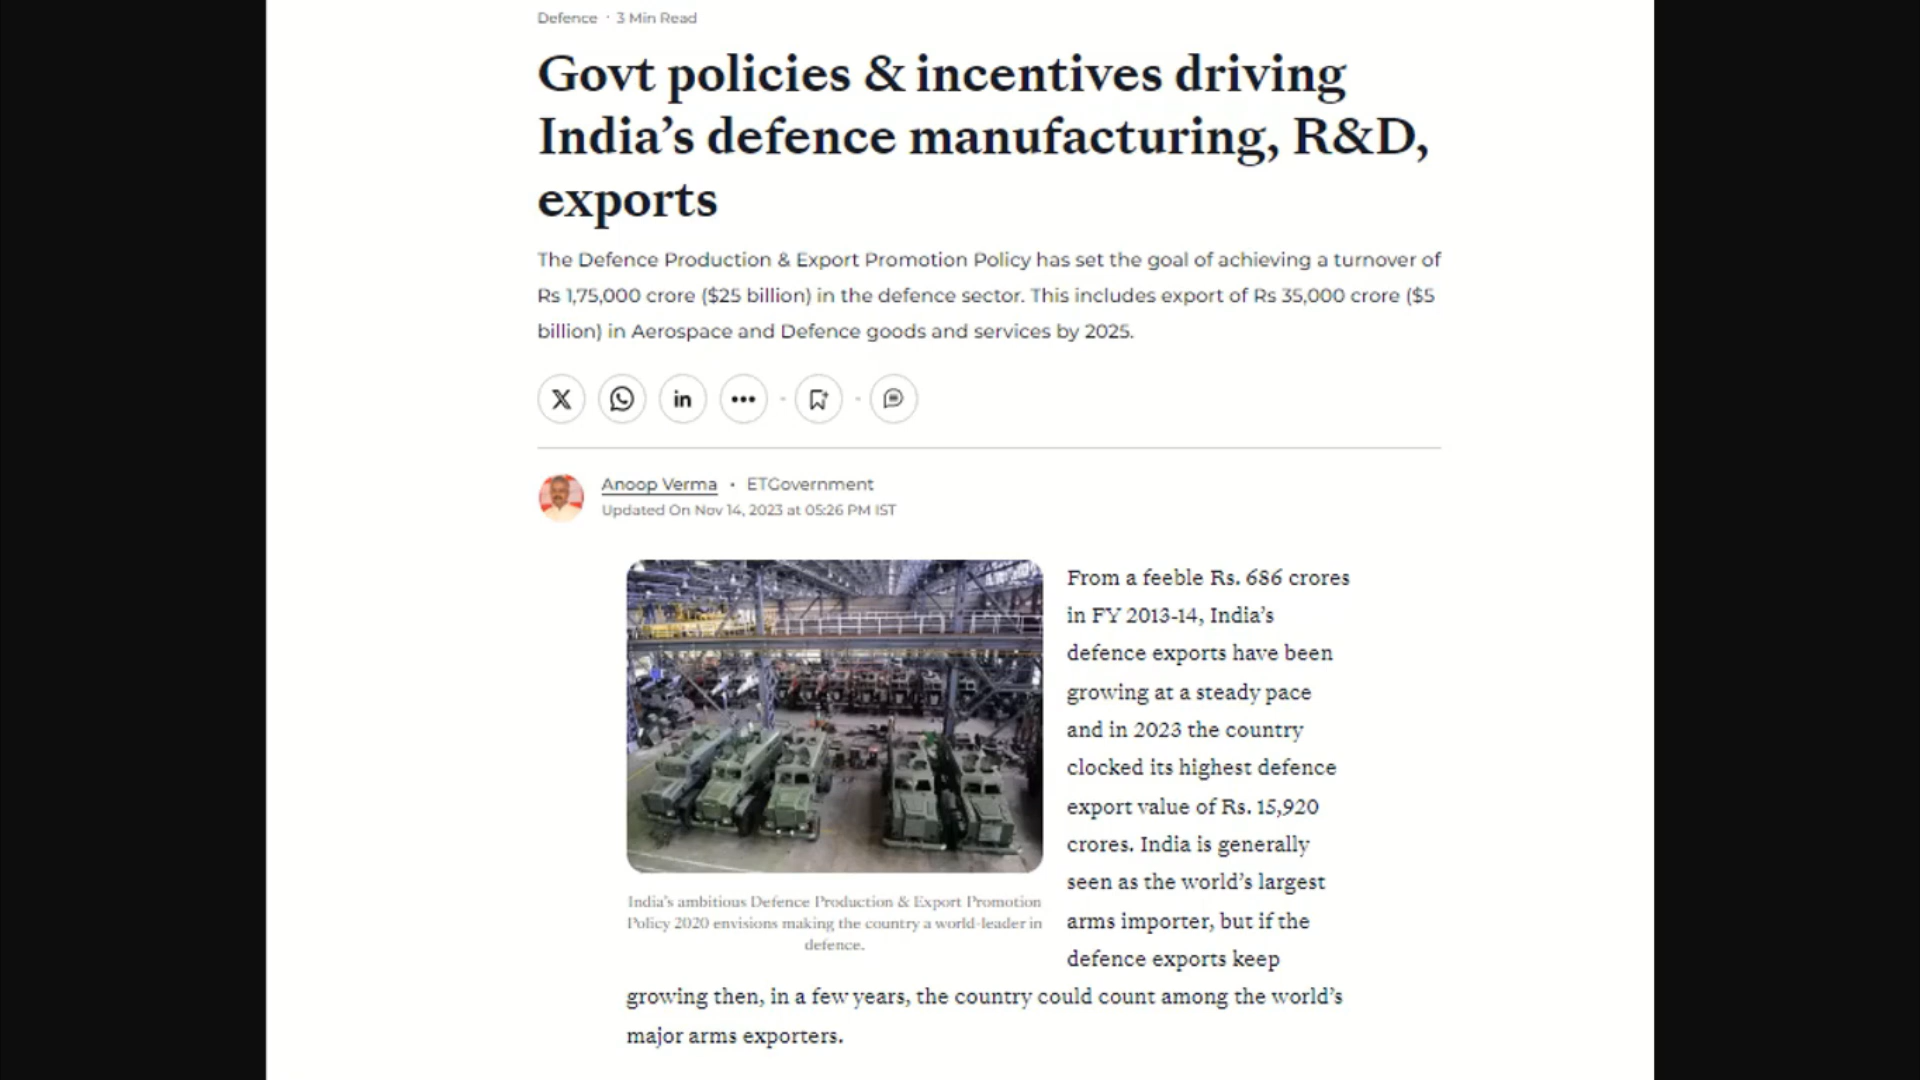 Defence · 3 Min Read
Govt policies & incentives driving
India's defence manufacturing, R&D,
exports
The Defence Production & Export Promotion Policy has set the goal of achieving a turnover of
Rs 1,75,000 crore ($25 billion) in the defence sector. This includes export of Rs 35,000 crore ($5
billion) in Aerospace and Defence goods and services by 2025.
Anoop Verma • ETGovernment
Updated On Nov 14, 2023 at 05:26 PM IST
India's ambitious Defence Production & Export Promotion
Policy 2020 envisions making the country a world-leader in
defence.
From a feeble Rs. 686 crores
in FY 2013-14, India's
defence exports have been
growing at a steady pace
and in 2023 the country
clocked its highest defence
export value of Rs. 15,920
crores. India is generally
seen as the world's largest
arms importer, but if the
defence exports keep
growing then, in a few years, the country could count among the world's
major arms exporters.